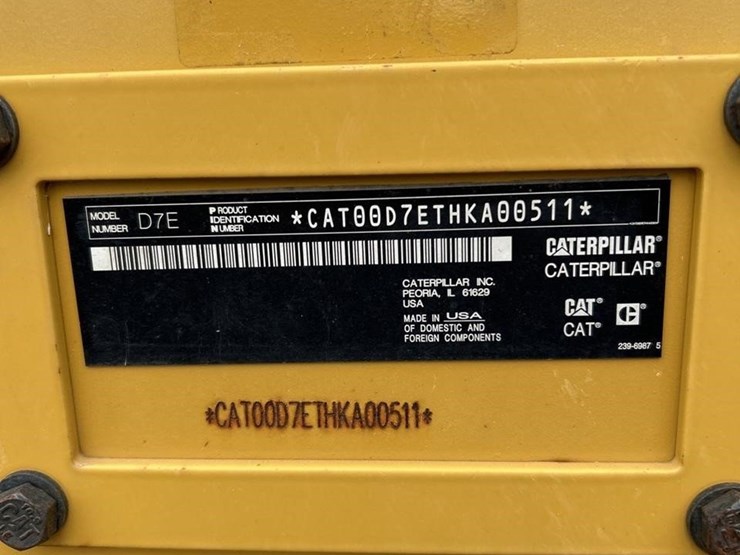 MODEL NUMBER D7E PRODUCT IDENTIFICATION NUMBER *CAT00D7ETHKA00511*
CATERPILLAR®
CATERPILLAR®
CATERPILLAR INC.
PEORIA, IL 61629
USA
MADE IN USA
OF DOMESTIC AND
FOREIGN COMPONENTS
CAT® C
CAT®
239-6987 5
*CAT00D7ETHKA00511*